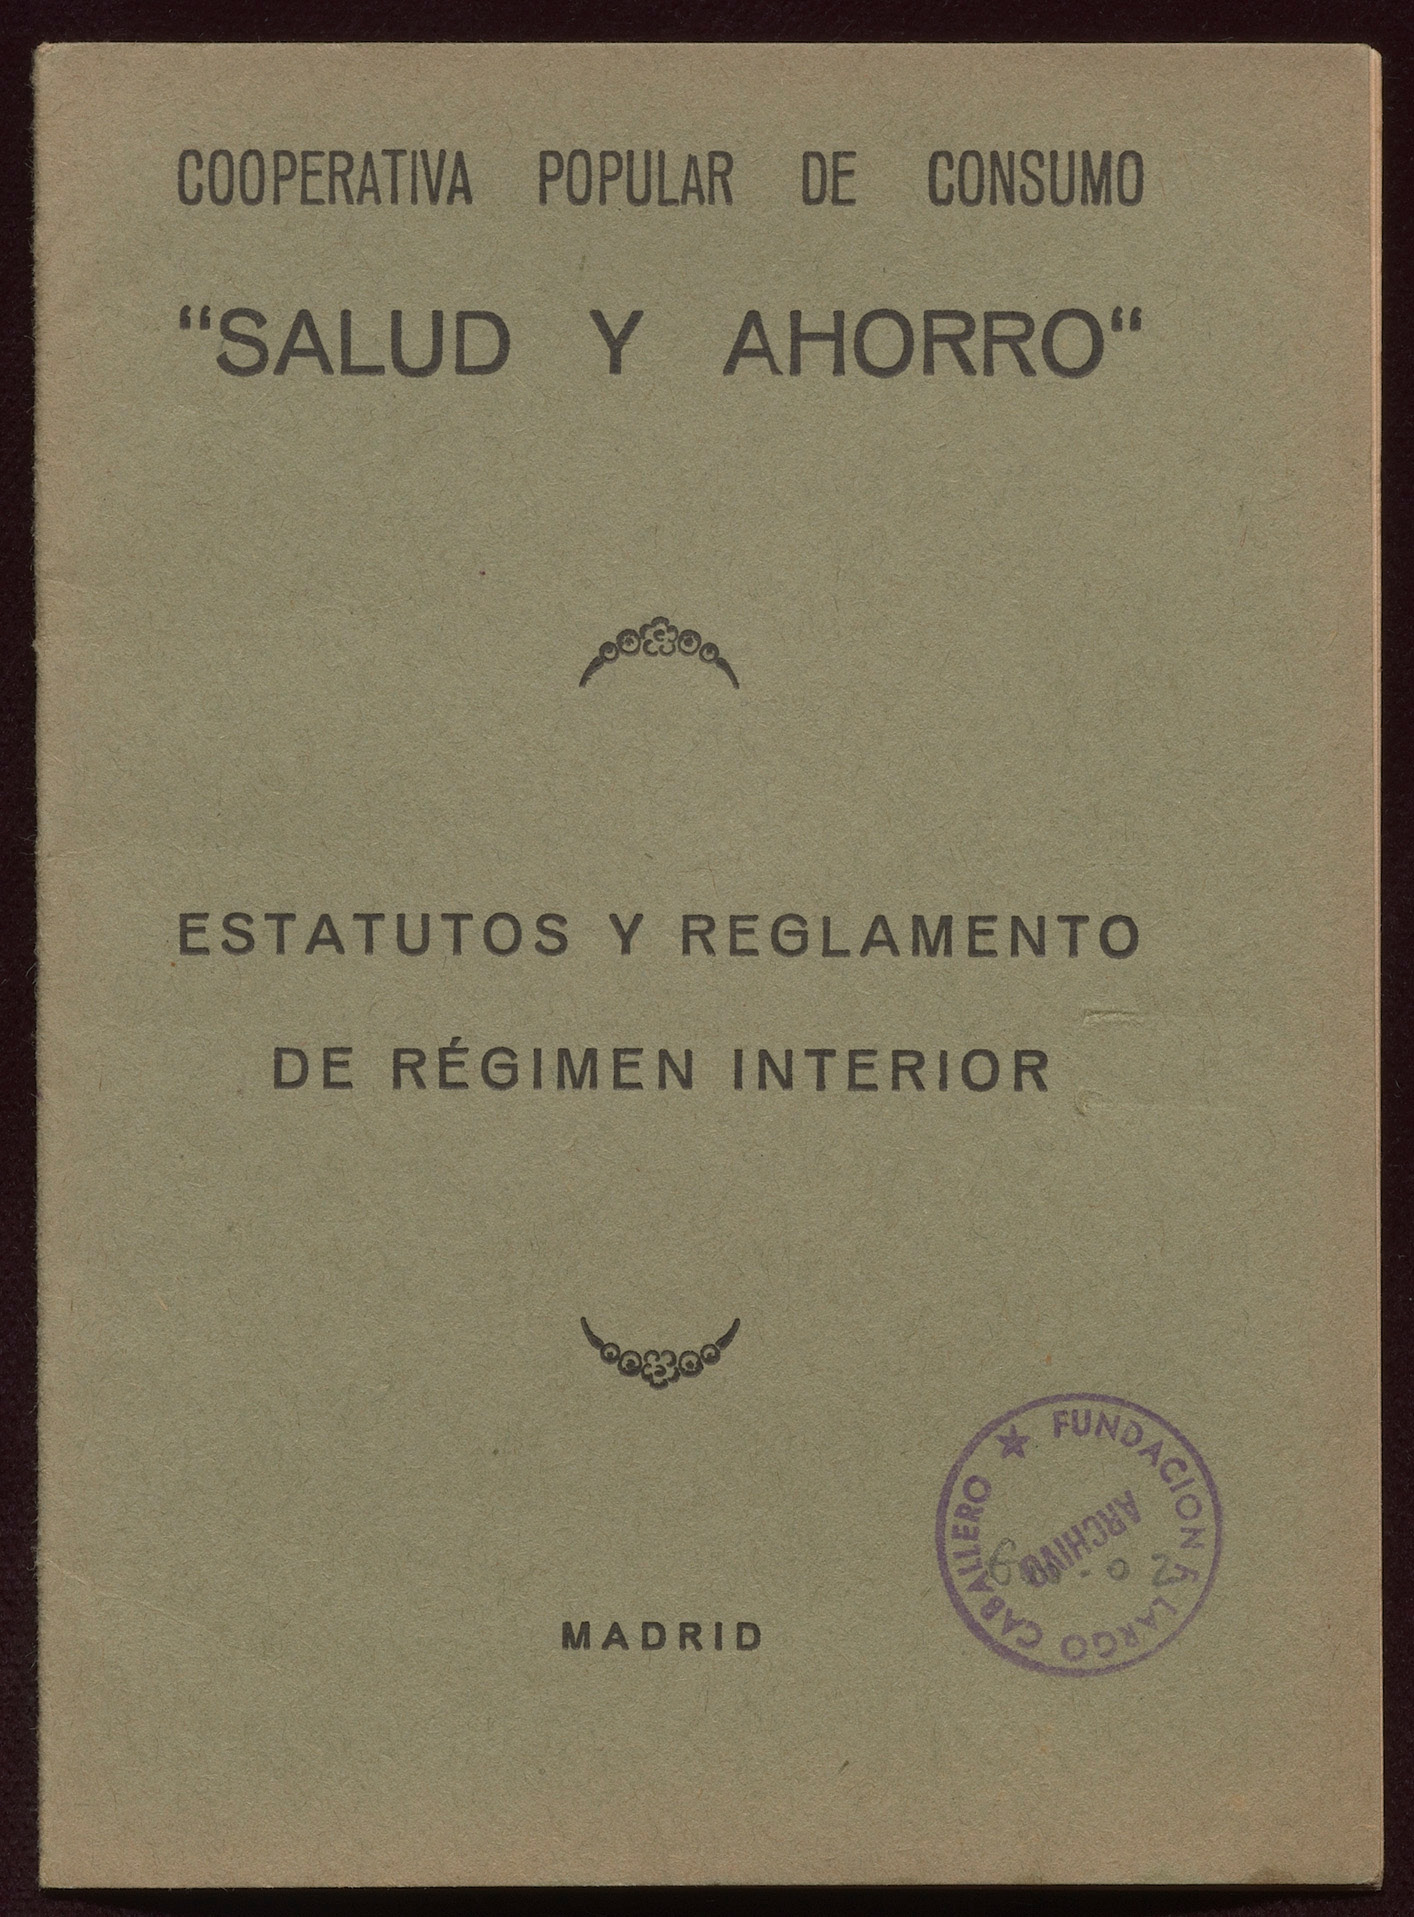 COOPERATIVA POPULAR DE CONSUMO
“SALUD Y AHORRO“
ESTATUTOS Y REGLAMENTO
DE RÉGIMEN INTERIOR
MADRID
★ FUNDACION F. LARGO CABALLERO
ARCHIVO